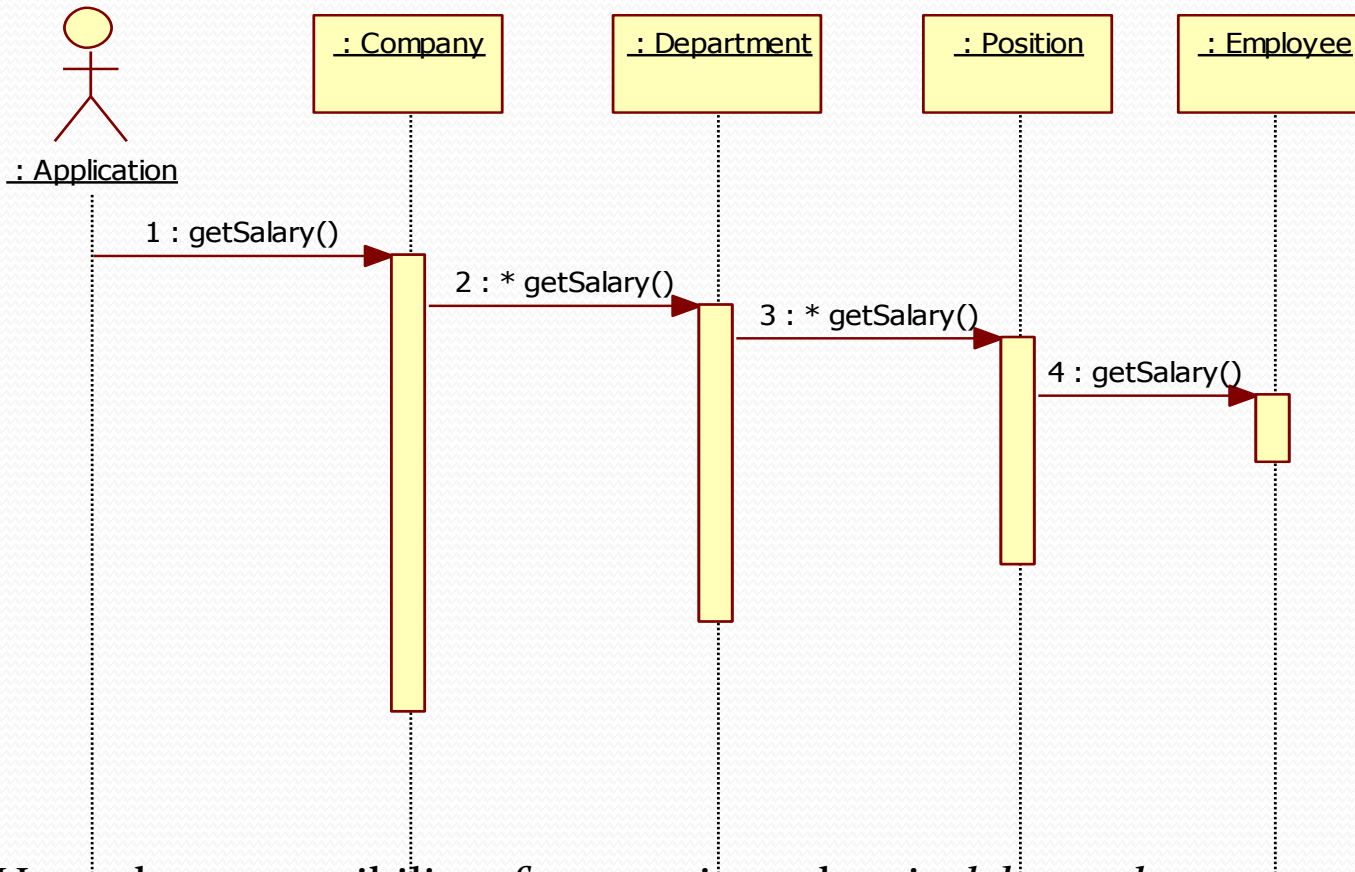 : Company
: Department
: Position
: Employee
: Application
1 : getSalary()
2 : * getSalary()
3 : * getSalary()
4 : getSalary()